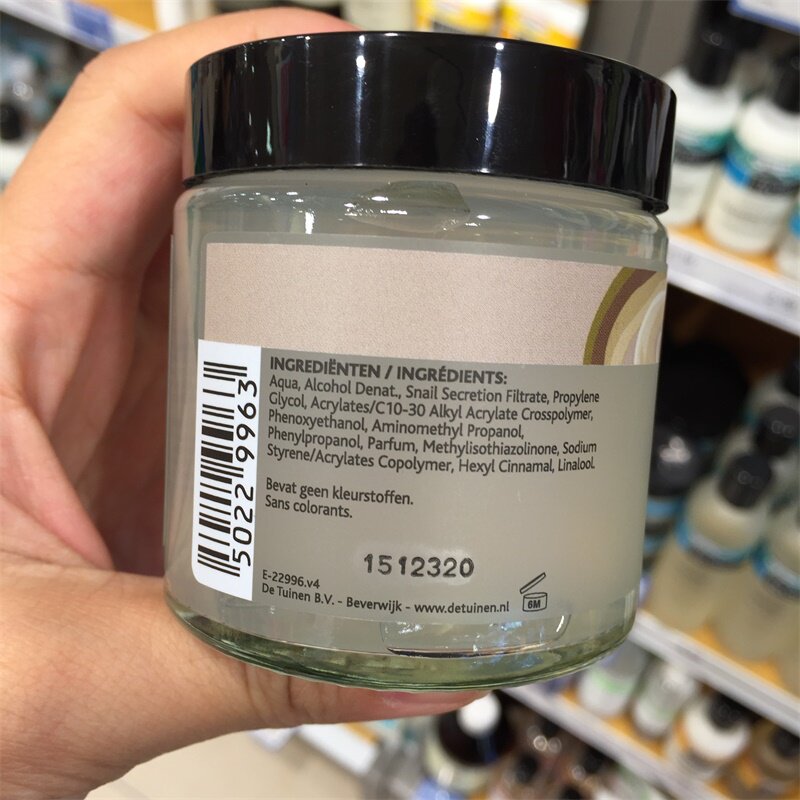 INGREDIËNTEN / INGRÉDIENTS:
Aqua, Alcohol Denat., Snail Secretion Filtrate, Propylene
Glycol, Acrylates/C10-30 Alkyl Acrylate Crosspolymer,
Phenoxyethanol, Aminomethyl Propanol,
Phenylpropanol, Parfum, Methylisothiazolinone, Sodium
Styrene/Acrylates Copolymer, Hexyl Cinnamal, Linalool.
Bevat geen kleurstoffen.
Sans colorants.
1512320
E-22996.v4
De Tuinen B.V. - Beverwijk - www.detuinen.nl
6M
5022 9963